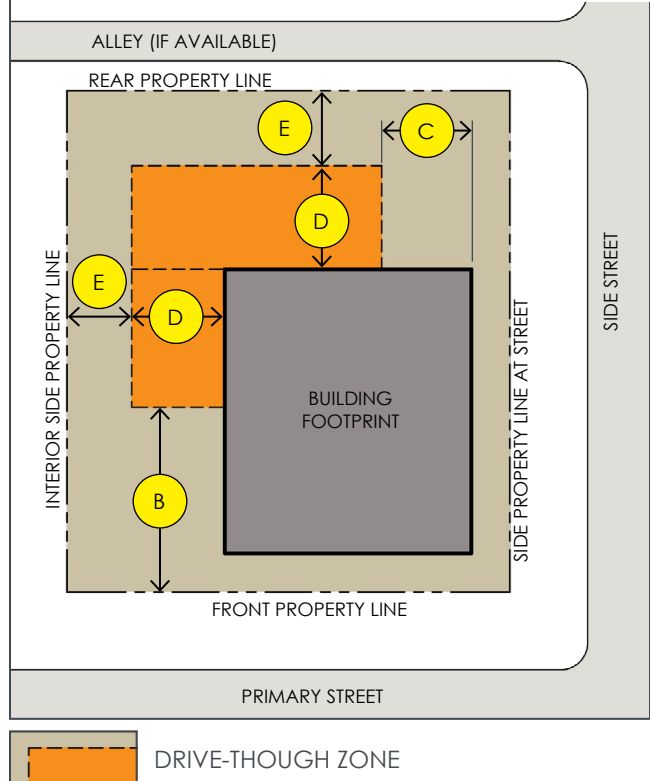 ALLEY (IF AVAILABLE)
REAR PROPERTY LINE
E
C
D
E
D
INTERIOR SIDE PROPERTY LINE
BUILDING
FOOTPRINT
SIDE PROPERTY LINE AT STREET
SIDE STREET
B
FRONT PROPERTY LINE
PRIMARY STREET
DRIVE-THOUGH ZONE